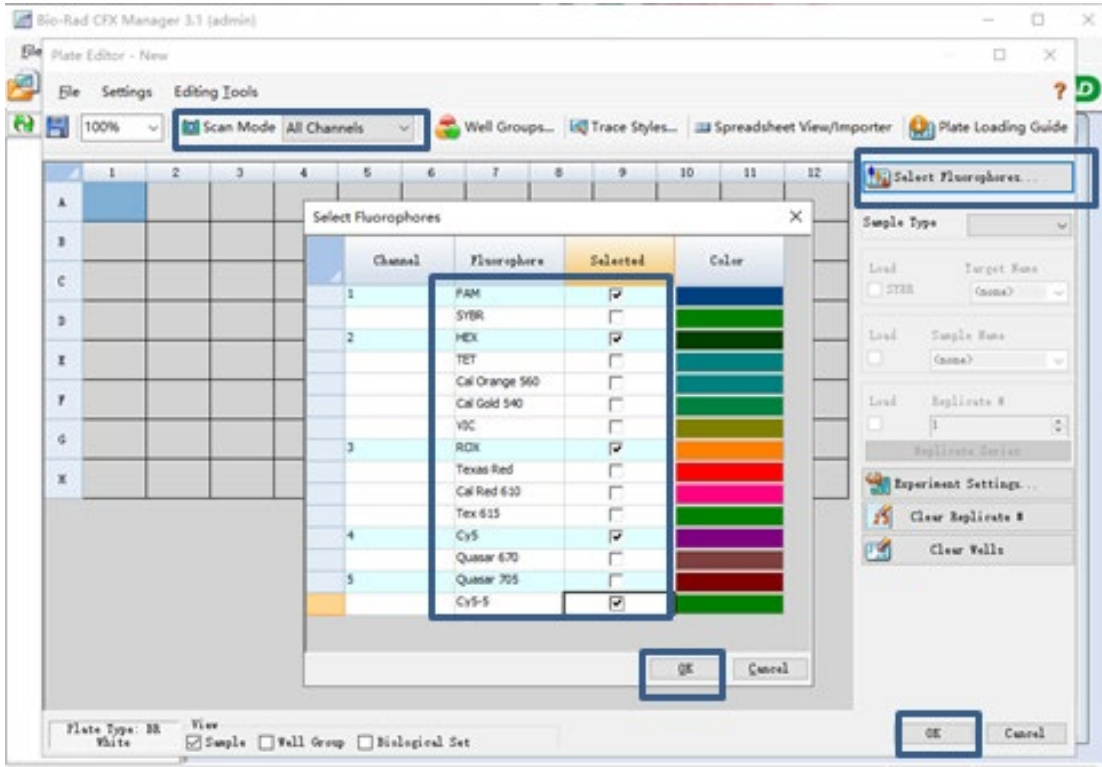 Bio-Rad CFX Manager 3.1 (admin)
File
Plate Editor - New
File Settings Editing Tools ?
100% Scan Mode All Channels Well Groups... Trace Styles... Spreadsheet View/Importer Plate Loading Guide
1 2 3 4 5 6 7 8 9 10 11 12
A
B
C
D
E
F
G
H
Select Fluorophores
Channel Fluorophore Selected Color
1 FAM
SYBR
2 HEX
TET
Cal Orange 560
Cal Gold 540
VIC
3 ROX
Texas Red
Cal Red 610
Tex 615
4 Cy5
Quasar 670
5 Quasar 705
Cy5-5
OK Cancel
Select Fluorophores...
Sample Type
Load Target Name
SYBR (none)
Load Sample Name
(none)
Load Replicate #
1
Replicate Series
Experiment Settings...
Clear Replicate #
Clear Wells
Plate Type: BR White
View
Sample Well Group Biological Set
OK Cancel